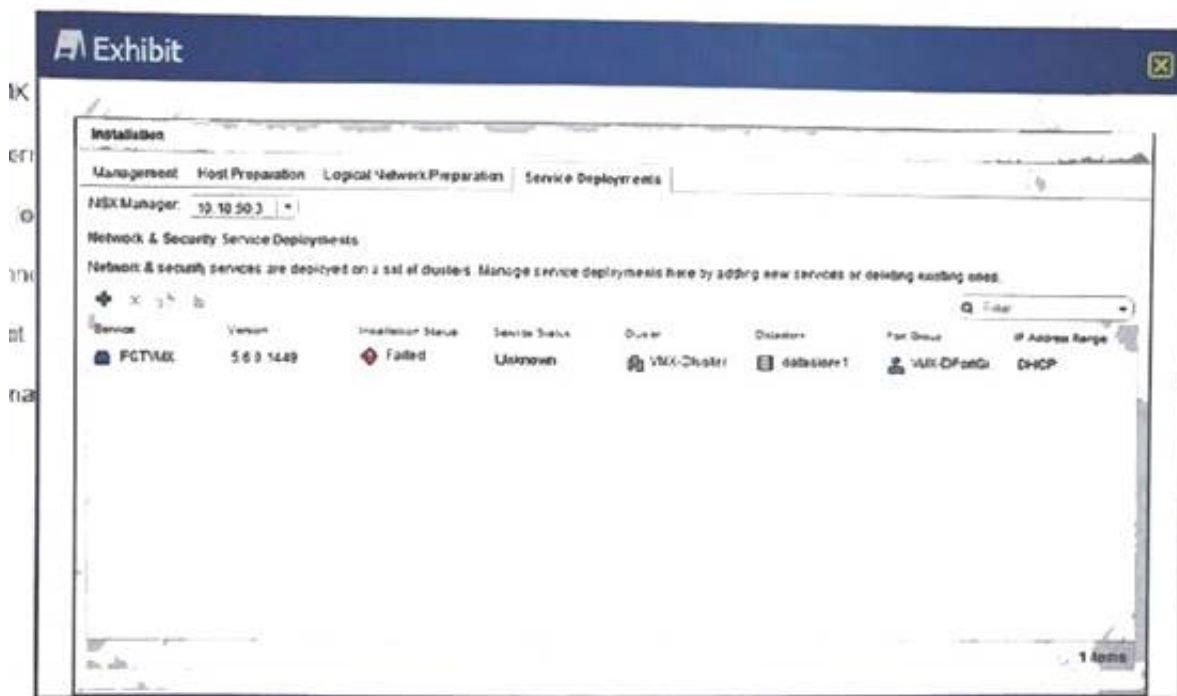 Exhibit
Installation
Management Host Preparation Logical Network Preparation Service Deployments
NSX Manager: 10.10.50.3
Network & Security Service Deployments
Network & security services are deployed on a set of clusters. Manage service deployments here by adding new services or deleting existing ones.
Filter
Service Version Installation Status Service Status Cluster Datastore Port Group IP Address Range
FGTVMX 5.6.0.1449 Failed Unknown VMX-Cluster datastore1 DHCP
1 items